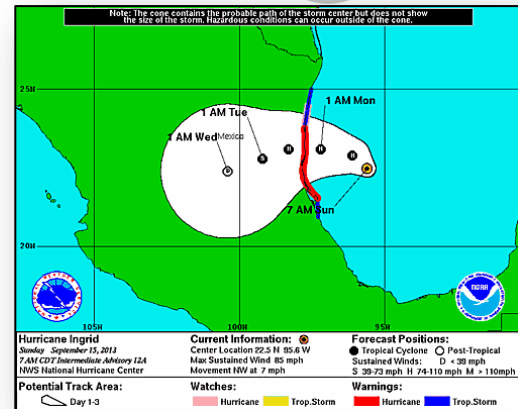 Note: The cone contains the probable path of the storm center but does not show
the size of the storm. Hazardous conditions can occur outside of the cone.
25N
1 AM Tue
1 AM Mon
1 AM Wed
Mexico
S
H
H
H
D
7 AM Sun
20N
NOAA
105W
100W
95W
Hurricane Ingrid
Sunday September 15, 2013
7 AM CDT Intermediate Advisory 12A
NWS National Hurricane Center
Current Information:
Center Location 22.5 N 95.6 W
Max Sustained Wind 85 mph
Movement NW at 7 mph
Forecast Positions:
Tropical Cyclone Post-Tropical
Sustained Winds: D < 39 mph
S 39-73 mph H 74-110 mph M > 110mph
Potential Track Area:
Day 1-3
Watches:
Hurricane Trop.Storm
Warnings:
Hurricane Trop.Storm